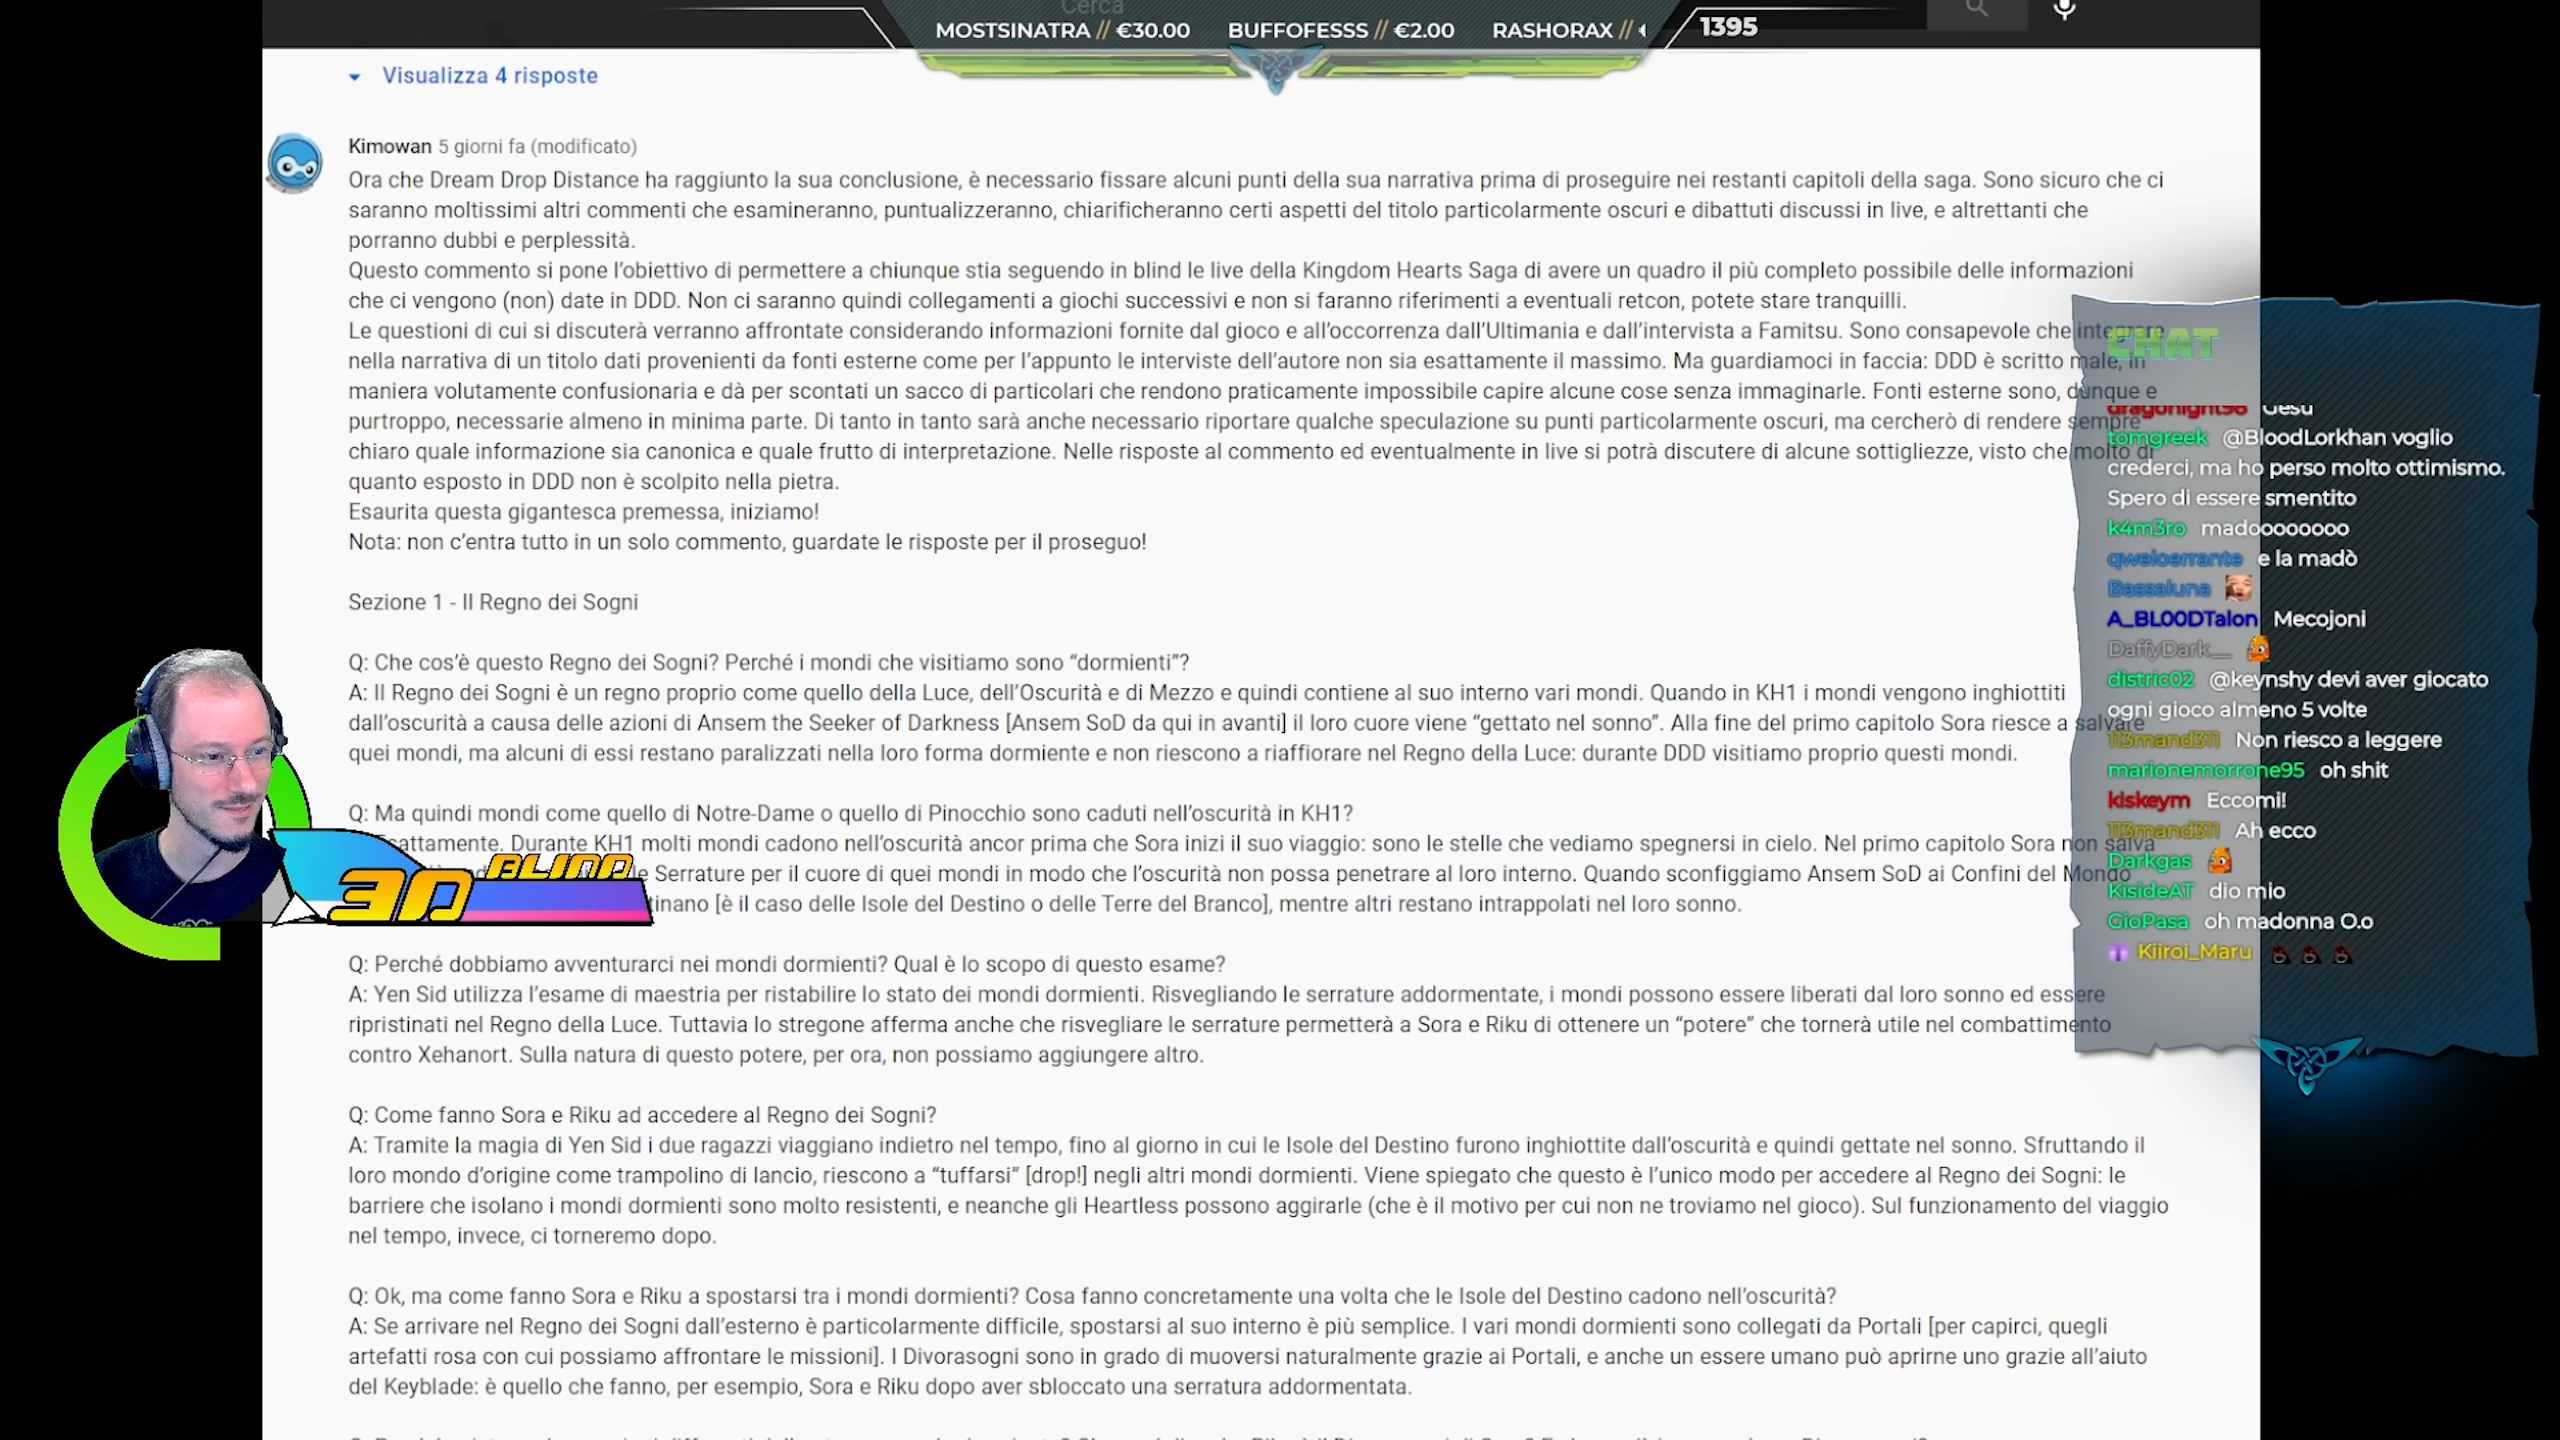 Cerca
MOSTSINATRA // €30.00 BUFFOFESSS // €2.00 RASHORAX //
1395
Visualizza 4 risposte
Kimowan 5 giorni fa (modificato)
Ora che Dream Drop Distance ha raggiunto la sua conclusione, è necessario fissare alcuni punti della sua narrativa prima di proseguire nei restanti capitoli della saga. Sono sicuro che ci
saranno moltissimi altri commenti che esamineranno, puntualizzeranno, chiarificheranno certi aspetti del titolo particolarmente oscuri e dibattuti discussi in live, e altrettanti che
porranno dubbi e perplessità.
Questo commento si pone l'obiettivo di permettere a chiunque stia seguendo in blind le live della Kingdom Hearts Saga di avere un quadro il più completo possibile delle informazioni
che ci vengono (non) date in DDD. Non ci saranno quindi collegamenti a giochi successivi e non si faranno riferimenti a eventuali retcon, potete stare tranquilli.
Le questioni di cui si discuterà verranno affrontate considerando informazioni fornite dal gioco e all'occorrenza dall'Ultimania e dall'intervista a Famitsu. Sono consapevole che integrare
nella narrativa di un titolo dati provenienti da fonti esterne come per l'appunto le interviste dell'autore non sia esattamente il massimo. Ma guardiamoci in faccia: DDD è scritto male, in
maniera volutamente confusionaria e dà per scontati un sacco di particolari che rendono praticamente impossibile capire alcune cose senza immaginarle. Fonti esterne sono, dunque e
purtroppo, necessarie almeno in minima parte. Di tanto in tanto sarà anche necessario riportare qualche speculazione su punti particolarmente oscuri, ma cercherò di rendere sempre
chiaro quale informazione sia canonica e quale frutto di interpretazione. Nelle risposte al commento ed eventualmente in live si potrà discutere di alcune sottigliezze, visto che molto di
quanto esposto in DDD non è scolpito nella pietra.
Esaurita questa gigantesca premessa, iniziamo!
Nota: non c'entra tutto in un solo commento, guardate le risposte per il proseguo!
Sezione 1 - Il Regno dei Sogni
Q: Che cos'è questo Regno dei Sogni? Perché i mondi che visitiamo sono “dormienti”?
A: Il Regno dei Sogni è un regno proprio come quello della Luce, dell'Oscurità e di Mezzo e quindi contiene al suo interno vari mondi. Quando in KH1 i mondi vengono inghiottiti
dall'oscurità a causa delle azioni di Ansem the Seeker of Darkness [Ansem SoD da qui in avanti] il loro cuore viene “gettato nel sonno”. Alla fine del primo capitolo Sora riesce a salvare
quei mondi, ma alcuni di essi restano paralizzati nella loro forma dormiente e non riescono a riaffiorare nel Regno della Luce: durante DDD visitiamo proprio questi mondi.
Q: Ma quindi mondi come quello di Notre-Dame o quello di Pinocchio sono caduti nell'oscurità in KH1?
sattamente. Durante KH1 molti mondi cadono nell'oscurità ancor prima che Sora inizi il suo viaggio: sono le stelle che vediamo spegnersi in cielo. Nel primo capitolo Sora non salva
le Serrature per il cuore di quei mondi in modo che l'oscurità non possa penetrare al loro interno. Quando sconfiggiamo Ansem SoD ai Confini del Mondo
tinano [è il caso delle Isole del Destino o delle Terre del Branco], mentre altri restano intrappolati nel loro sonno.
Q: Perché dobbiamo avventurarci nei mondi dormienti? Qual è lo scopo di questo esame?
A: Yen Sid utilizza l'esame di maestria per ristabilire lo stato dei mondi dormienti. Risvegliando le serrature addormentate, i mondi possono essere liberati dal loro sonno ed essere
ripristinati nel Regno della Luce. Tuttavia lo stregone afferma anche che risvegliare le serrature permetterà a Sora e Riku di ottenere un “potere” che tornerà utile nel combattimento
contro Xehanort. Sulla natura di questo potere, per ora, non possiamo aggiungere altro.
Q: Come fanno Sora e Riku ad accedere al Regno dei Sogni?
A: Tramite la magia di Yen Sid i due ragazzi viaggiano indietro nel tempo, fino al giorno in cui le Isole del Destino furono inghiottite dall'oscurità e quindi gettate nel sonno. Sfruttando il
loro mondo d'origine come trampolino di lancio, riescono a “tuffarsi” [drop!] negli altri mondi dormienti. Viene spiegato che questo è l'unico modo per accedere al Regno dei Sogni: le
barriere che isolano i mondi dormienti sono molto resistenti, e neanche gli Heartless possono aggirarle (che è il motivo per cui non ne troviamo nel gioco). Sul funzionamento del viaggio
nel tempo, invece, ci torneremo dopo.
Q: Ok, ma come fanno Sora e Riku a spostarsi tra i mondi dormienti? Cosa fanno concretamente una volta che le Isole del Destino cadono nell'oscurità?
A: Se arrivare nel Regno dei Sogni dall'esterno è particolarmente difficile, spostarsi al suo interno è più semplice. I vari mondi dormienti sono collegati da Portali [per capirci, quegli
artefatti rosa con cui possiamo affrontare le missioni]. I Divorasogni sono in grado di muoversi naturalmente grazie ai Portali, e anche un essere umano può aprirne uno grazie all'aiuto
del Keyblade: è quello che fanno, per esempio, Sora e Riku dopo aver sbloccato una serratura addormentata.
3D BLIND
CHAT
dragonight98 Gesù
tomgreek @BloodLorkhan voglio
crederci, ma ho perso molto ottimismo.
Spero di essere smentito
k4m3ro madoooooooo
qweloerrante e la madò
Bassaluna
A_BL00DTalon Mecojoni
DaffyDark__
distric02 @keynshy devi aver giocato
ogni gioco almeno 5 volte
113mand311 Non riesco a leggere
marionemorrone95 oh shit
kiskeym Eccomi!
113mand311 Ah ecco
Darkgas
KisideAT dio mio
GioPasa oh madonna O.o
Kiiroi_Maru